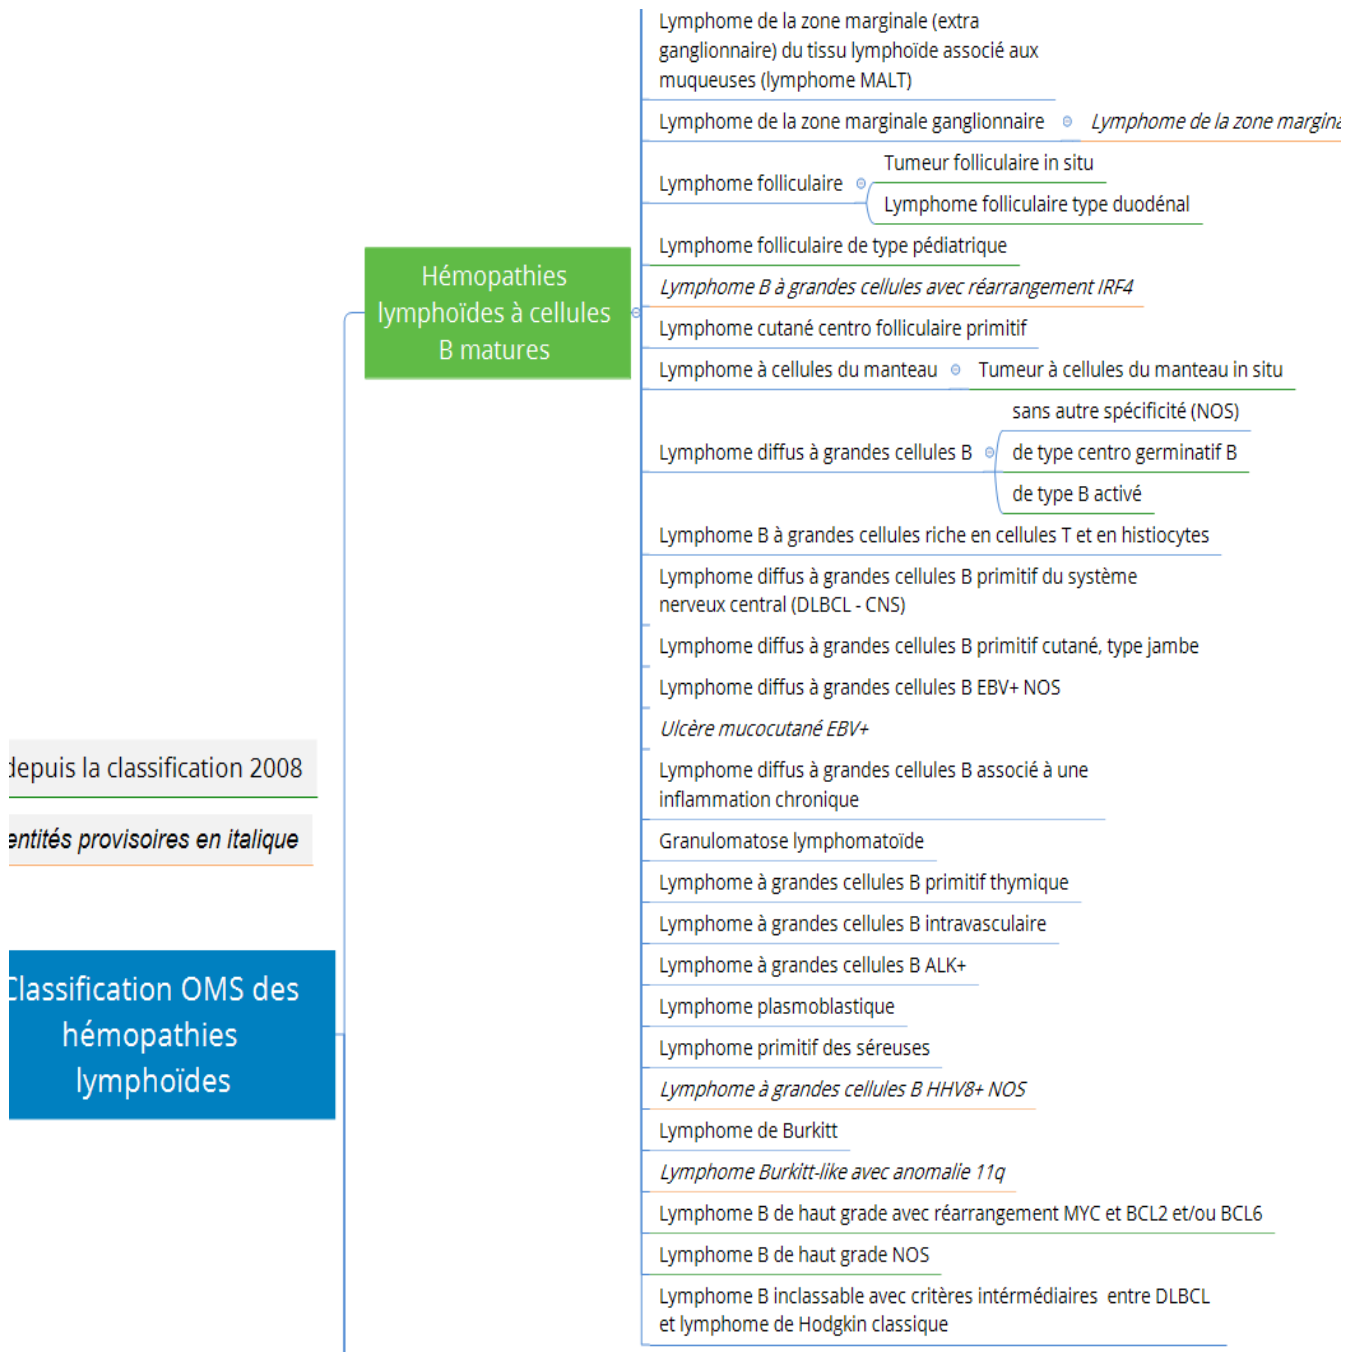 Lymphome de la zone marginale (extra
ganglionnaire) du tissu lymphoïde associé aux
muqueuses (lymphome MALT)
Lymphome de la zone marginale ganglionnaire
Lymphome de la zone
Lymphome folliculaire
Tumeur folliculaire in situ
Lymphome folliculaire type duodénal
Lymphome folliculaire de type pédiatrique
Lymphome B à grandes cellules avec réarrangement IRF4
Lymphome cutané centro folliculaire primitif
Lymphome à cellules du manteau
Tumeur à cellules du manteau in situ
Lymphome diffus à grandes cellules B
sans autre spécificité (NOS)
de type centro germinatif B
de type B activé
Lymphome B à grandes cellules riche en cellules T et en histiocytes
Lymphome diffus à grandes cellules B primitif du système
nerveux central (DLBCL - CNS)
Lymphome diffus à grandes cellules B primitif cutané, type jambe
Lymphome diffus à grandes cellules B EBV+ NOS
Ulcère mucocutané EBV+
Lymphome diffus à grandes cellules B associé à une
inflammation chronique
Granulomatose lymphomatoïde
Lymphome à grandes cellules B primitif thymique
Lymphome à grandes cellules B intravasculaire
Lymphome à grandes cellules B ALK+
Lymphome plasmoblastique
Lymphome primitif des séreuses
Lymphome à grandes cellules B HHV8+ NOS
Lymphome de Burkitt
Lymphome Burkitt-like avec anomalie 11q
Lymphome B de haut grade avec réarrangement MYC et BCL2 et/ou BCL6
Lymphome B de haut grade NOS
Lymphome B inclassable avec critères intérmédiaires entre DLBCL
et lymphome de Hodgkin classique
Hémopathies
lymphoïdes à cellules
B matures
depuis la classification 2008
entités provisoires en italique
Classification OMS des
hémopathies
lymphoïdes